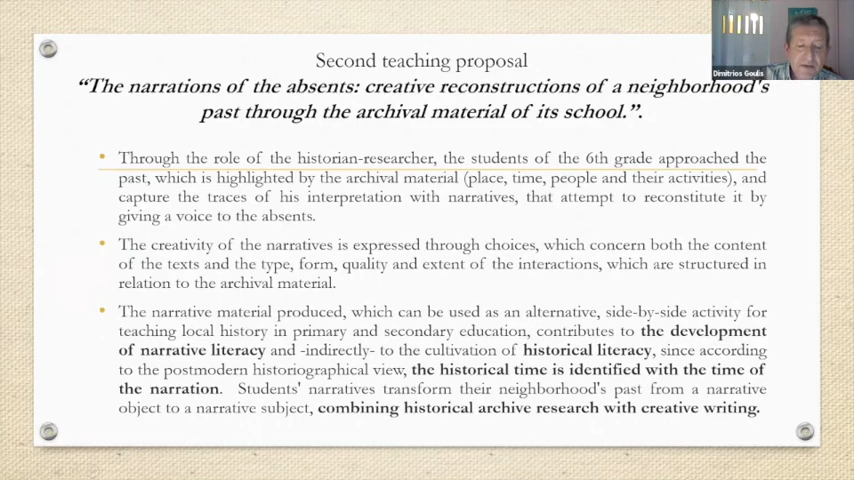 Second teaching proposal
“The narrations of the absents: creative reconstructions of a neighborhood's
past through the archival material of its school.”.
Dimitrios Goulis
• Through the role of the historian-researcher, the students of the 6th grade approached the
past, which is highlighted by the archival material (place, time, people and their activities), and
capture the traces of his interpretation with narratives, that attempt to reconstitute it by
giving a voice to the absents.
• The creativity of the narratives is expressed through choices, which concern both the content
of the texts and the type, form, quality and extent of the interactions, which are structured in
relation to the archival material.
• The narrative material produced, which can be used as an alternative, side-by-side activity for
teaching local history in primary and secondary education, contributes to the development
of narrative literacy and -indirectly- to the cultivation of historical literacy, since according
to the postmodern historiographical view, the historical time is identified with the time of
the narration. Students' narratives transform their neighborhood's past from a narrative
object to a narrative subject, combining historical archive research with creative writing.